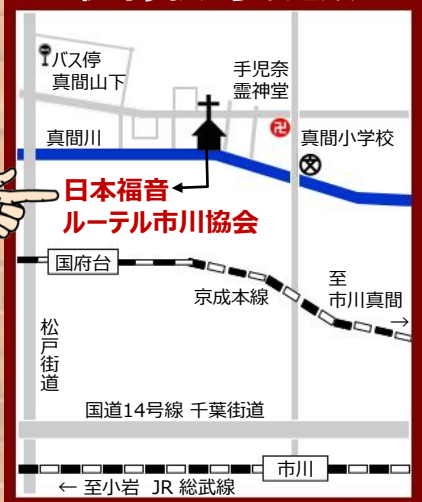 バス停
真間山下
手児奈
霊神堂
卍
真間川
真間小学校
日本福音
ルーテル市川協会
国府台
京成本線
至
市川真間
→
松戸街道
国道14号線 千葉街道
市川
← 至小岩 JR 総武線